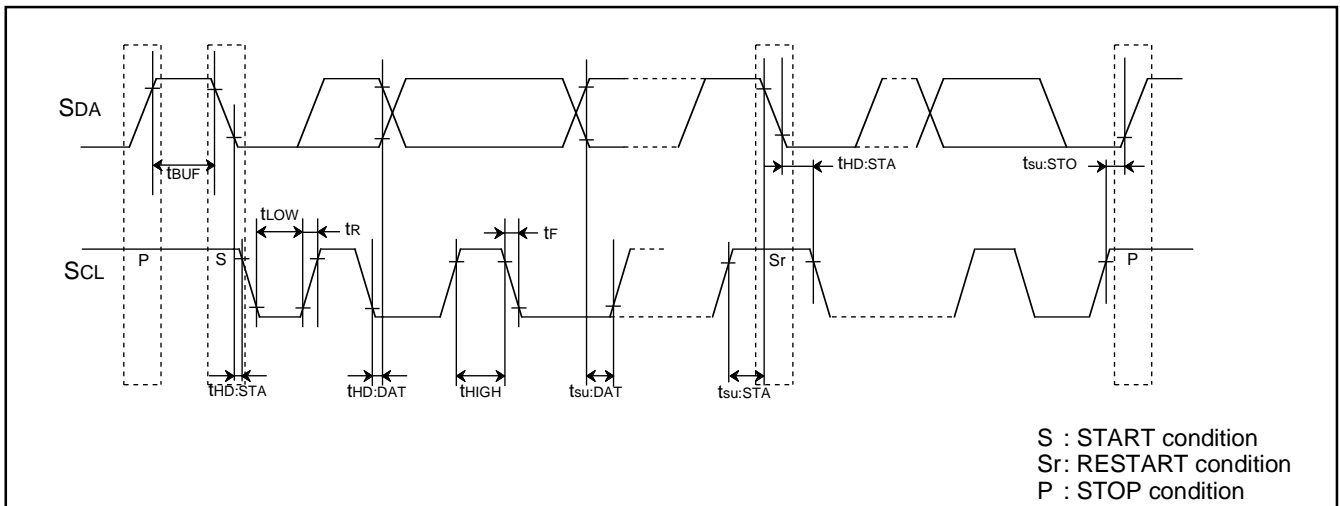 SDA
tBUF
tHD:STA
tsu:STO
tLOW
tR
tF
SCL
P
S
Sr
P
tHD:STA
tHD:DAT
tHIGH
tsu:DAT
tsu:STA
S : START condition
Sr: RESTART condition
P : STOP condition